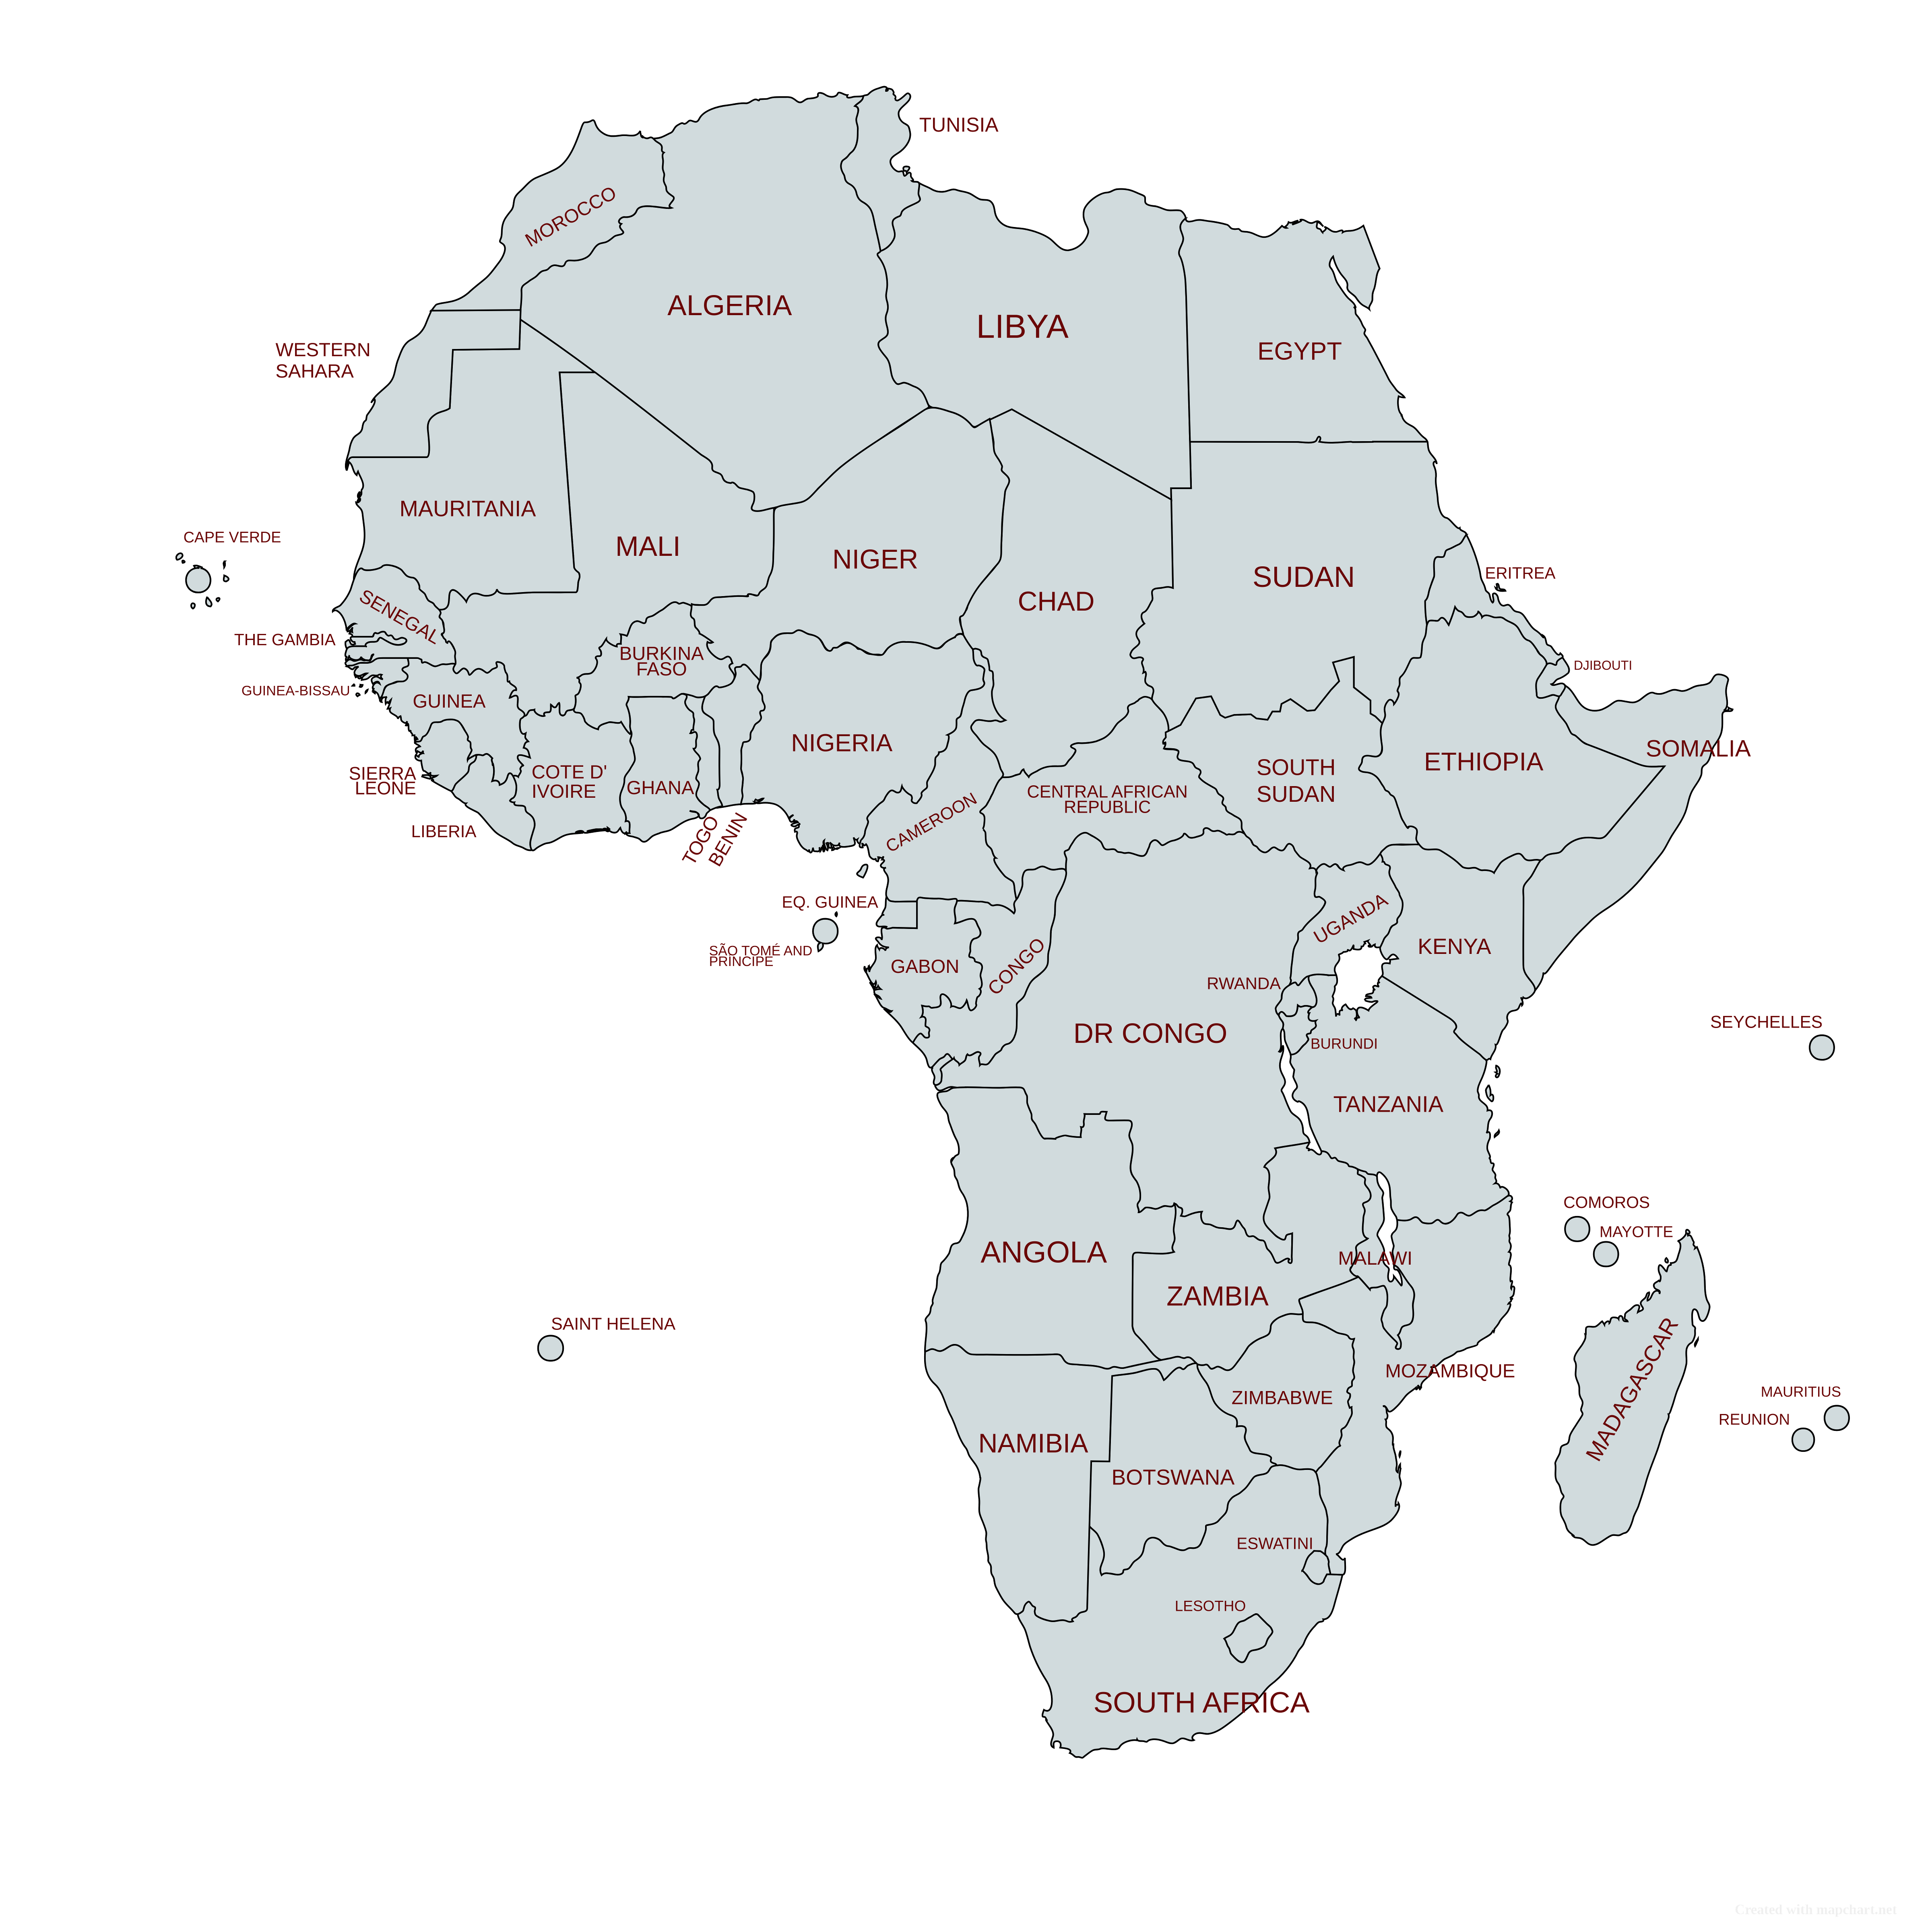 TUNISIA
MOROCCO
ALGERIA
LIBYA
EGYPT
WESTERN
SAHARA
MAURITANIA
MALI
NIGER
CHAD
SUDAN
ERITREA
CAPE VERDE
SENEGAL
THE GAMBIA
BURKINA
FASO
DJIBOUTI
GUINEA-BISSAU
GUINEA
NIGERIA
SOMALIA
ETHIOPIA
SOUTH
SUDAN
SIERRA
LEONE
COTE D'
IVOIRE
GHANA
CENTRAL AFRICAN
REPUBLIC
CAMEROON
LIBERIA
TOGO
BENIN
EQ. GUINEA
UGANDA
KENYA
SÃO TOMÉ AND
PRINCIPE
GABON
CONGO
RWANDA
SEYCHELLES
DR CONGO
BURUNDI
TANZANIA
COMOROS
MAYOTTE
ANGOLA
MALAWI
ZAMBIA
SAINT HELENA
MOZAMBIQUE
MADAGASCAR
MAURITIUS
ZIMBABWE
REUNION
NAMIBIA
BOTSWANA
ESWATINI
LESOTHO
SOUTH AFRICA
Created with mapchart.net